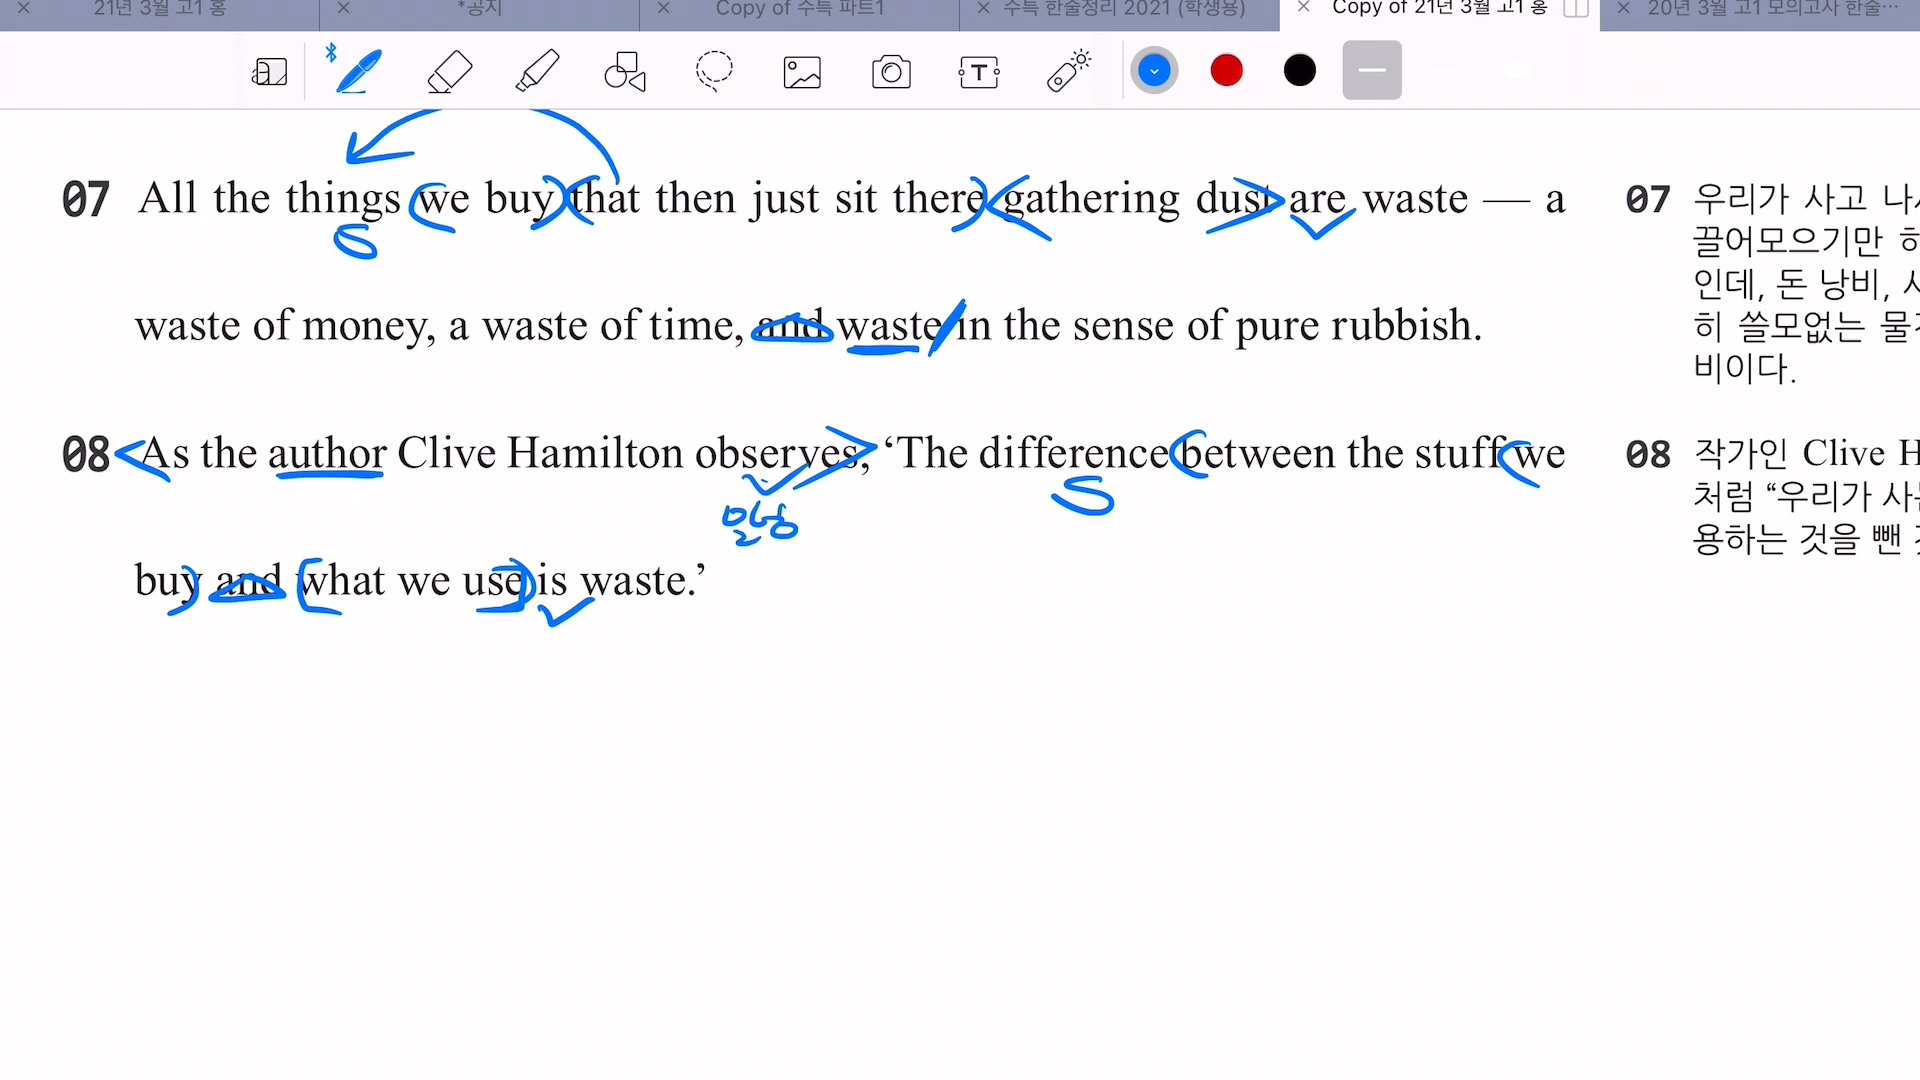 21년 3월 고1 홍
*공지
Copy of 수특 파트1
수특 한술정리 2021 (학생용)
Copy of 21년 3월 고1 홍
20년 3월 고1 모의고사 한술···
07 All the things we buy that then just sit there gathering dust are waste — a
waste of money, a waste of time, and waste in the sense of pure rubbish.
08 As the author Clive Hamilton observes, ‘The difference between the stuff we
buy and what we use is waste.’
S
S
07 우리가 사고 나
끌어모으기만
인데, 돈 낭비,
히 쓸모없는
비이다.
08 작가인 Clive
처럼 “우리가
용하는 것을 뺀